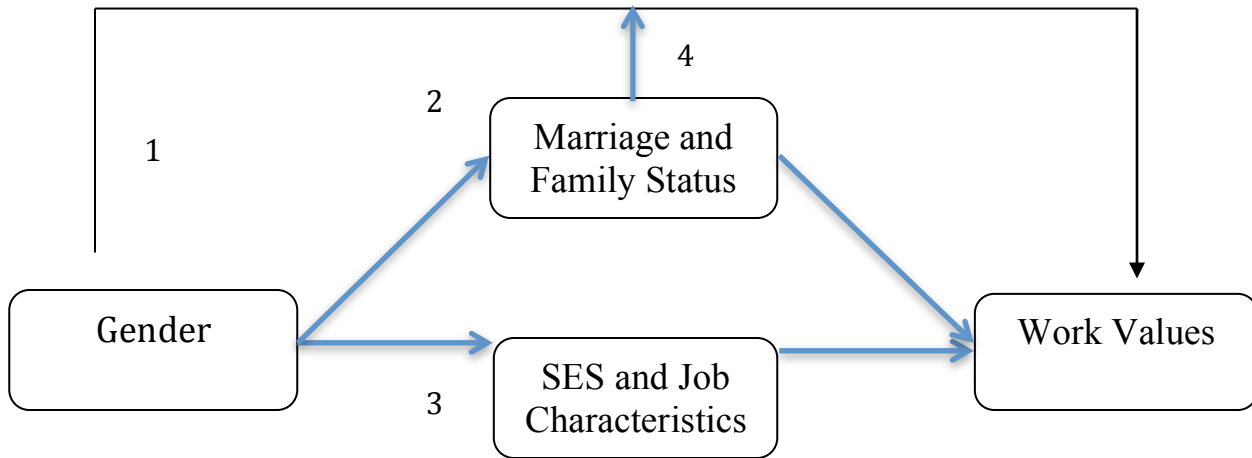 4
2
Marriage and
Family Status
1
Gender
Work Values
SES and Job
Characteristics
3